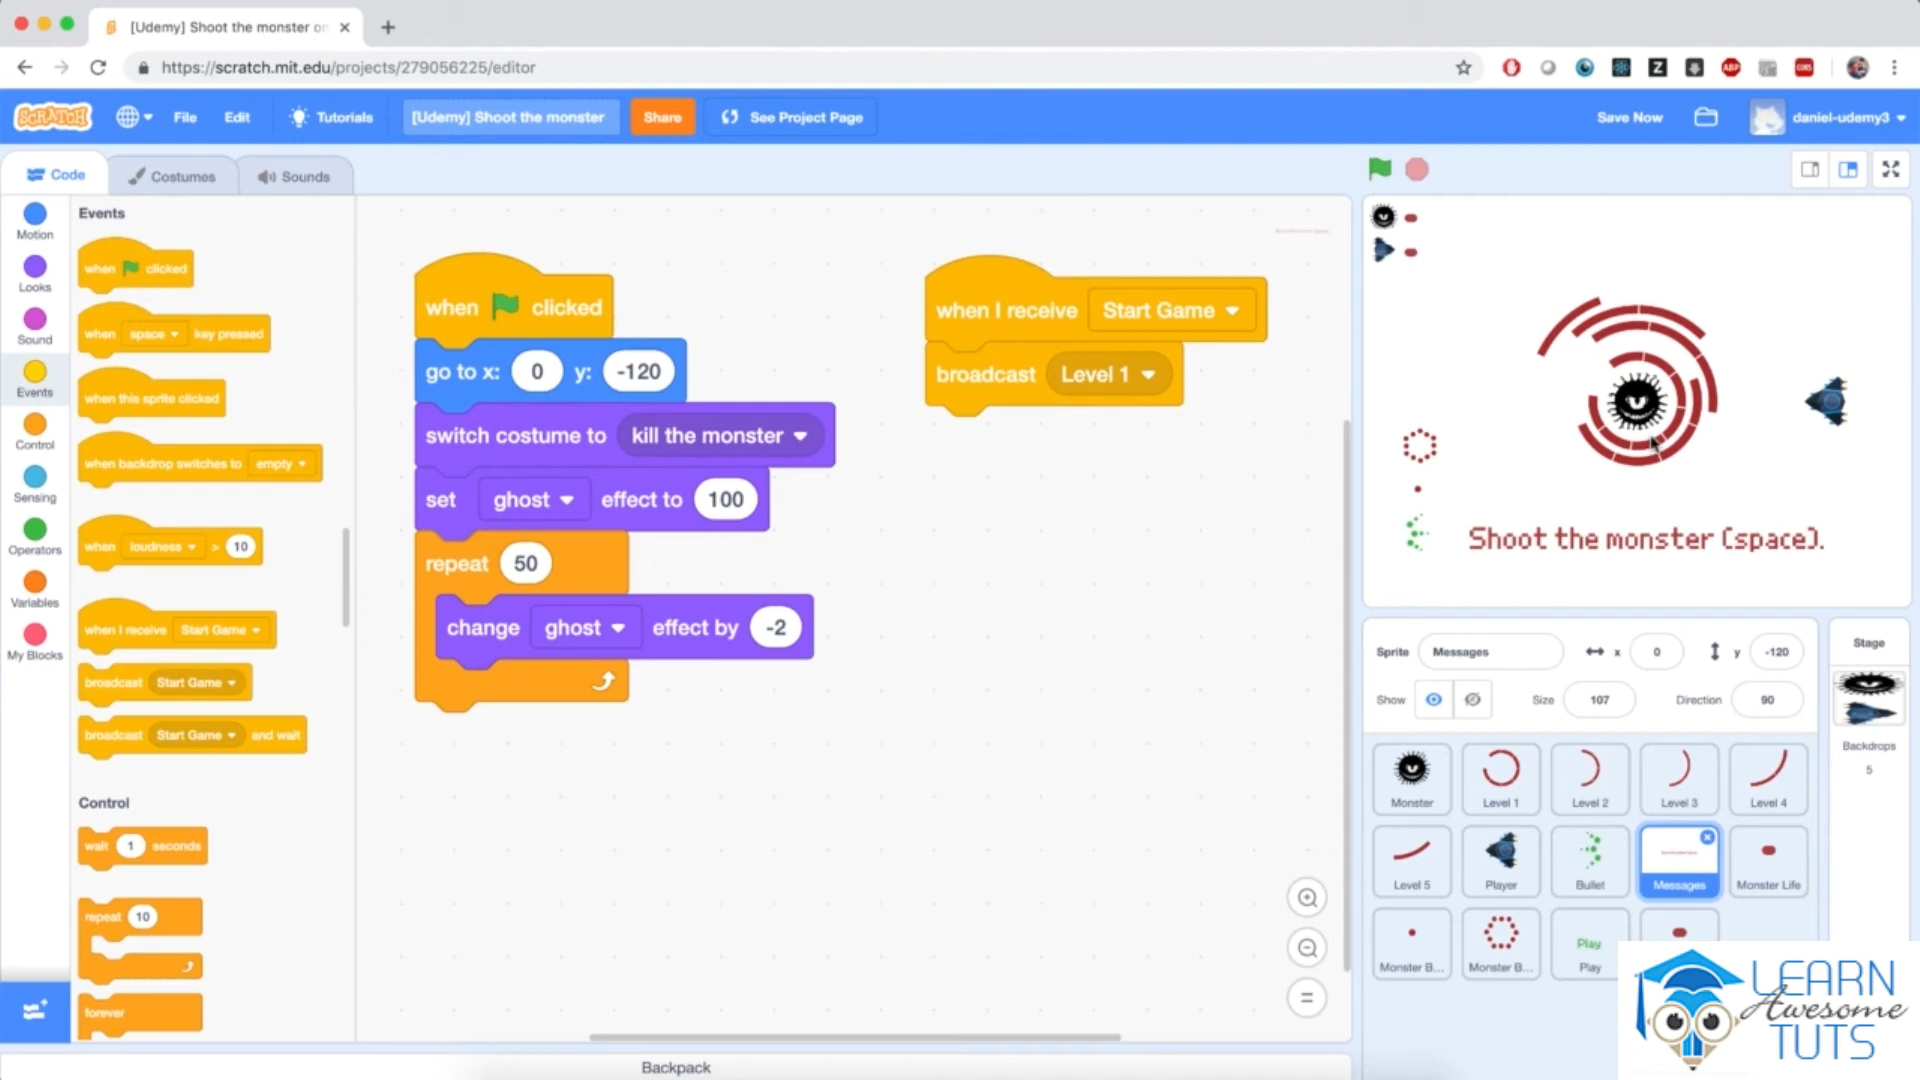 [Udemy] Shoot the monster on
https://scratch.mit.edu/projects/279056225/editor
ABP
CORS
SCRATCH
File
Edit
Tutorials
[Udemy] Shoot the monster
Share
See Project Page
Save Now
daniel-udemy3
Code
Costumes
Sounds
Motion
Looks
Sound
Events
Control
Sensing
Operators
Variables
My Blocks
Events
when clicked
when space key pressed
when this sprite clicked
when backdrop switches to empty
when loudness > 10
when I receive Start Game
broadcast Start Game
broadcast Start Game and wait
Control
wait 1 seconds
repeat 10
forever
when clicked
go to x: 0 y: -120
switch costume to kill the monster
set ghost effect to 100
repeat 50
change ghost effect by -2
when I receive Start Game
broadcast Level 1
Shoot the monster (space).
Sprite Messages x 0 y -120
Show Size 107 Direction 90
Stage
Backdrops
5
Monster
Level 1
Level 2
Level 3
Level 4
Level 5
Player
Bullet
Messages
Monster Life
Monster B...
Monster B...
Play
Play
Backpack
LEARN
Awesome
TUTS